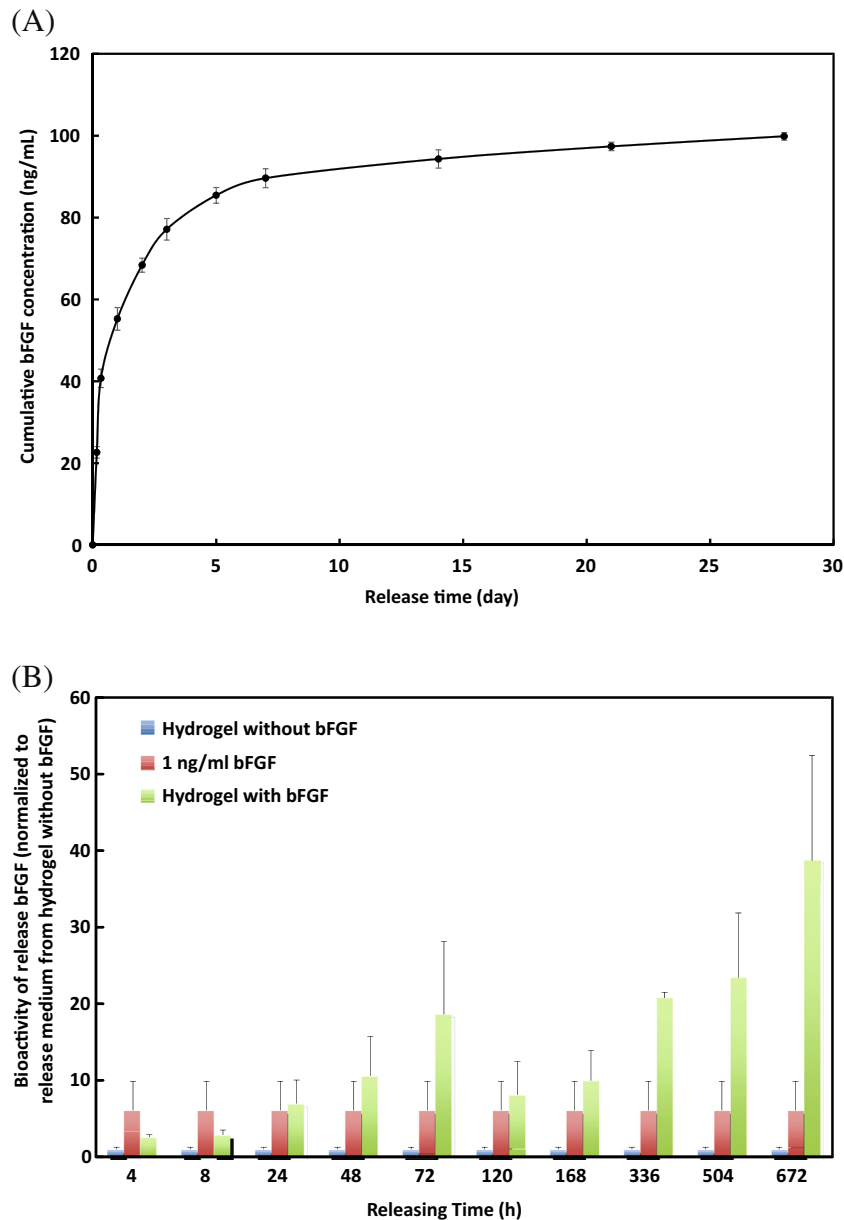 (A)
120
100
80
60
40
20
0
Cumulative bFGF concentration (ng/mL)
0 5 10 15 20 25 30
Release time (day)
(B)
60
50
40
30
20
10
0
Bioactivity of release bFGF (normalized to
release medium from hydrogel without bFGF)
Hydrogel without bFGF
1 ng/ml bFGF
Hydrogel with bFGF
4 8 24 48 72 120 168 336 504 672
Releasing Time (h)